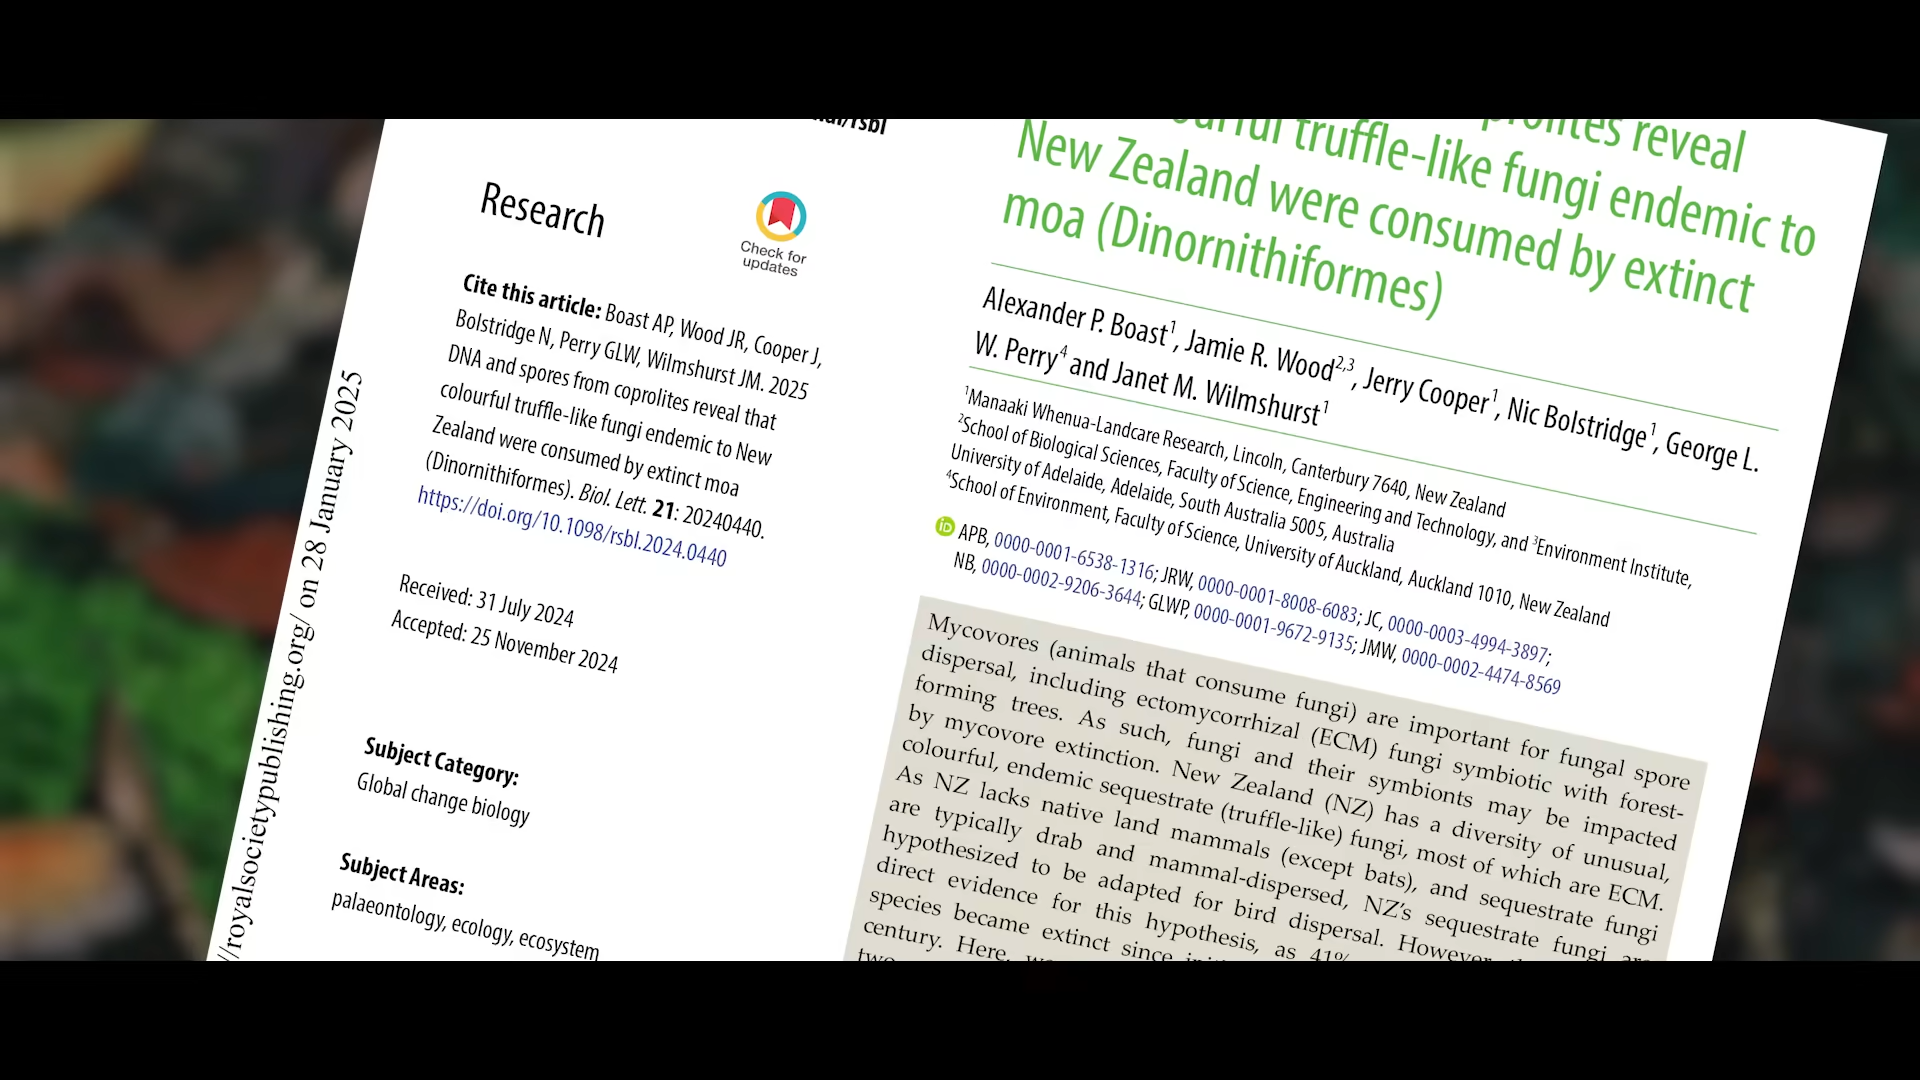 Research
Check for
updates
Cite this article: Boast AP, Wood JR, Cooper J,
Bolstridge N, Perry GLW, Wilmshurst JM. 2025
DNA and spores from coprolites reveal that
colourful truffle-like fungi endemic to New
Zealand were consumed by extinct moa
(Dinornithiformes). Biol. Lett. 21: 20240440.
https://doi.org/10.1098/rsbl.2024.0440
Received: 31 July 2024
Accepted: 25 November 2024
Subject Category:
Global change biology
Subject Areas:
palaeontology, ecology, ecosystem
//royalsocietypublishing.org/ on 28 January 2025
reveal
truffle-like fungi endemic to
New Zealand were consumed by extinct
moa (Dinornithiformes)
Alexander P. Boast1, Jamie R. Wood2,3, Jerry Cooper1, Nic Bolstridge1, George L.
W. Perry4 and Janet M. Wilmshurst1
1Manaaki Whenua-Landcare Research, Lincoln, Canterbury 7640, New Zealand
2School of Biological Sciences, Faculty of Science, Engineering and Technology, and 3Environment Institute,
University of Adelaide, Adelaide, South Australia 5005, Australia
4School of Environment, Faculty of Science, University of Auckland, Auckland 1010, New Zealand
iD APB, 0000-0001-6538-1316; JRW, 0000-0001-8008-6083; JC, 0000-0003-4994-3897;
NB, 0000-0002-9206-3644; GLWP, 0000-0001-9672-9135; JMW, 0000-0002-4474-8569
Mycovores (animals that consume fungi) are important for fungal spore
dispersal, including ectomycorrhizal (ECM) fungi symbiotic with forest-
forming trees. As such, fungi and their symbionts may be impacted
by mycovore extinction. New Zealand (NZ) has a diversity of unusual,
colourful, endemic sequestrate (truffle-like) fungi, most of which are ECM.
As NZ lacks native land mammals (except bats), and sequestrate fungi
are typically drab and mammal-dispersed, NZ's sequestrate fungi are
hypothesized to be adapted for bird dispersal. However,
direct evidence for this hypothesis, as 41%
species became extinct since
century. Here,